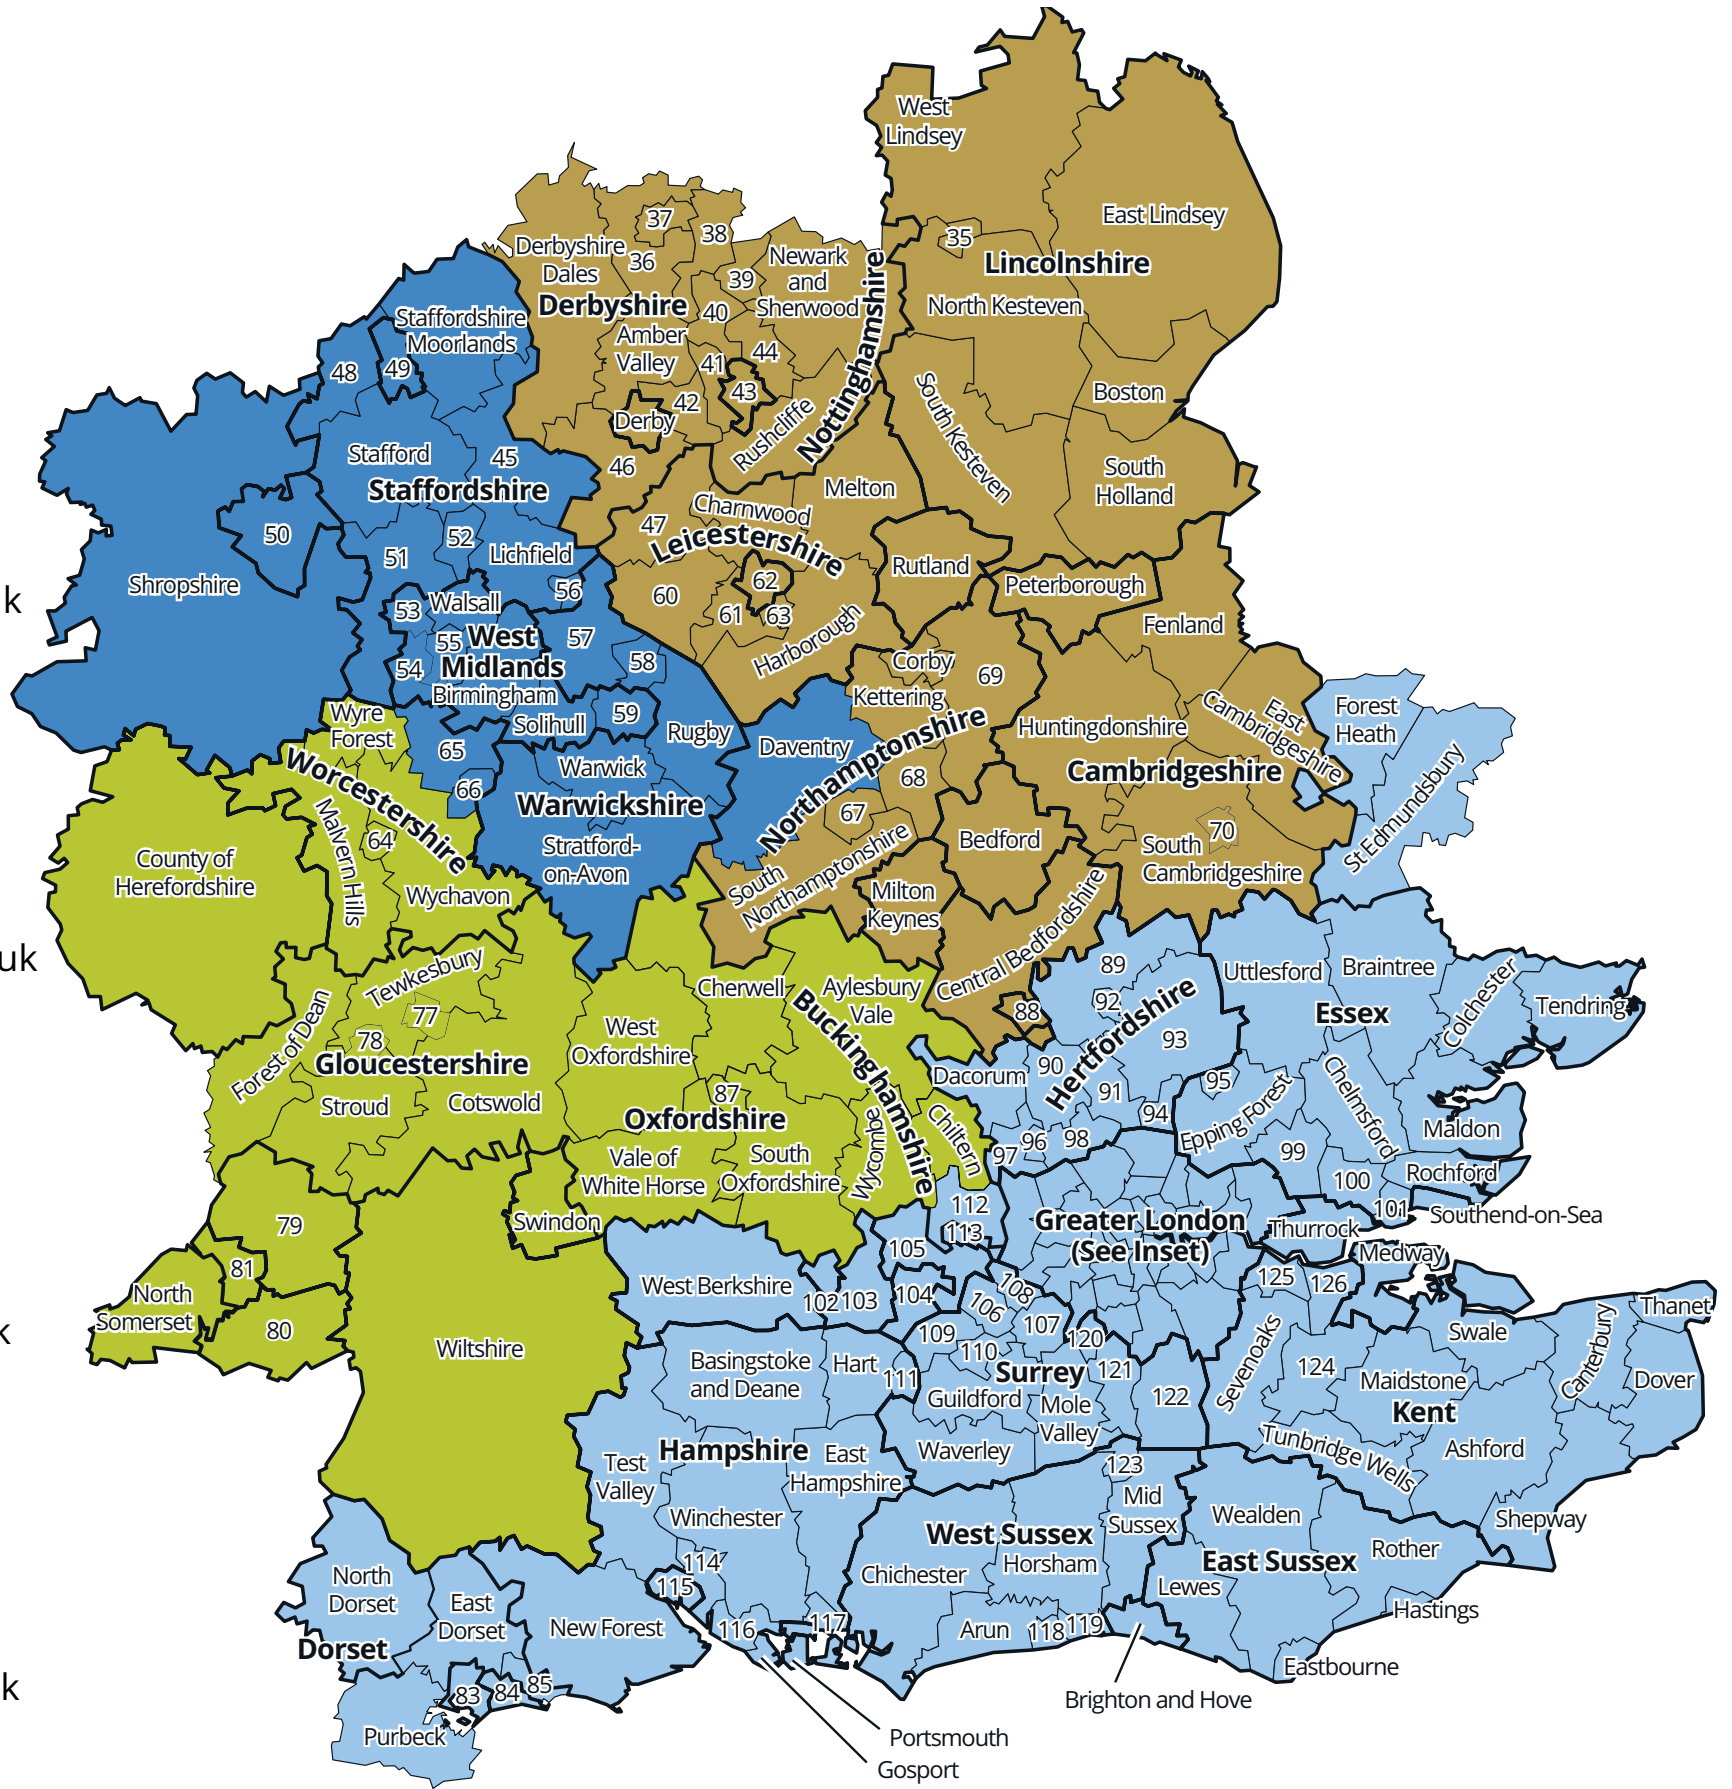 West
Lindsey
East Lindsey
35
Lincolnshire
North Kesteven
37
38
Derbyshire
Dales
36
Newark
and
Sherwood
39
Derbyshire
40
Nottinghamshire
Staffordshire
Moorlands
Amber
Valley
41
44
48
49
43
42
Derby
Rushcliffe
South Kesteven
Boston
Stafford
45
46
Staffordshire
Melton
South
Holland
Charnwood
47
50
52
51
Lichfield
Leicestershire
Rutland
Peterborough
Shropshire
k
56
60
62
53
Walsall
61
63
Fenland
55
West
Midlands
57
Harborough
54
58
Corby
69
Birmingham
Kettering
Wyre
Forest
Solihull
59
Rugby
Huntingdonshire
East
Cambridgeshire
Forest
Heath
65
Daventry
Northamptonshire
Worcestershire
Warwick
Cambridgeshire
68
66
Warwickshire
St Edmundsbury
Malvern Hills
67
64
70
Bedford
South
Cambridgeshire
County of
Herefordshire
Stratford-
on-Avon
South
Northamptonshire
Milton
Keynes
Wychavon
Central Bedfordshire
uk
Tewkesbury
89
Uttlesford
Braintree
Colchester
Cherwell
Aylesbury
Vale
92
Tendring
Forest of Dean
77
88
Hertfordshire
Essex
78
West
Oxfordshire
Buckinghamshire
93
Gloucestershire
90
Dacorum
91
95
Epping Forest
Chelmsford
Stroud
Cotswold
87
94
Oxfordshire
Wycombe
Chiltern
Maldon
96
98
97
99
Vale of
White Horse
South
Oxfordshire
Rochford
100
112
101
Southend-on-Sea
79
Swindon
113
Greater London
(See Inset)
Thurrock
105
Medway
81
125
126
North
Somerset
West Berkshire
102
103
104
108
106
Thanet
k
80
109
107
120
Swale
Canterbury
Wiltshire
110
Basingstoke
and Deane
Hart
111
Surrey
121
Sevenoaks
124
Maidstone
Dover
Guildford
122
Mole
Valley
Kent
Hampshire
Waverley
Tunbridge Wells
Ashford
Test
Valley
East
Hampshire
123
Mid
Sussex
Winchester
West Sussex
Wealden
Shepway
114
Horsham
East Sussex
Rother
North
Dorset
Chichester
115
Lewes
East
Dorset
New Forest
116
117
Arun
118
119
Hastings
Dorset
Eastbourne
k
83
84
85
Brighton and Hove
Purbeck
Portsmouth
Gosport